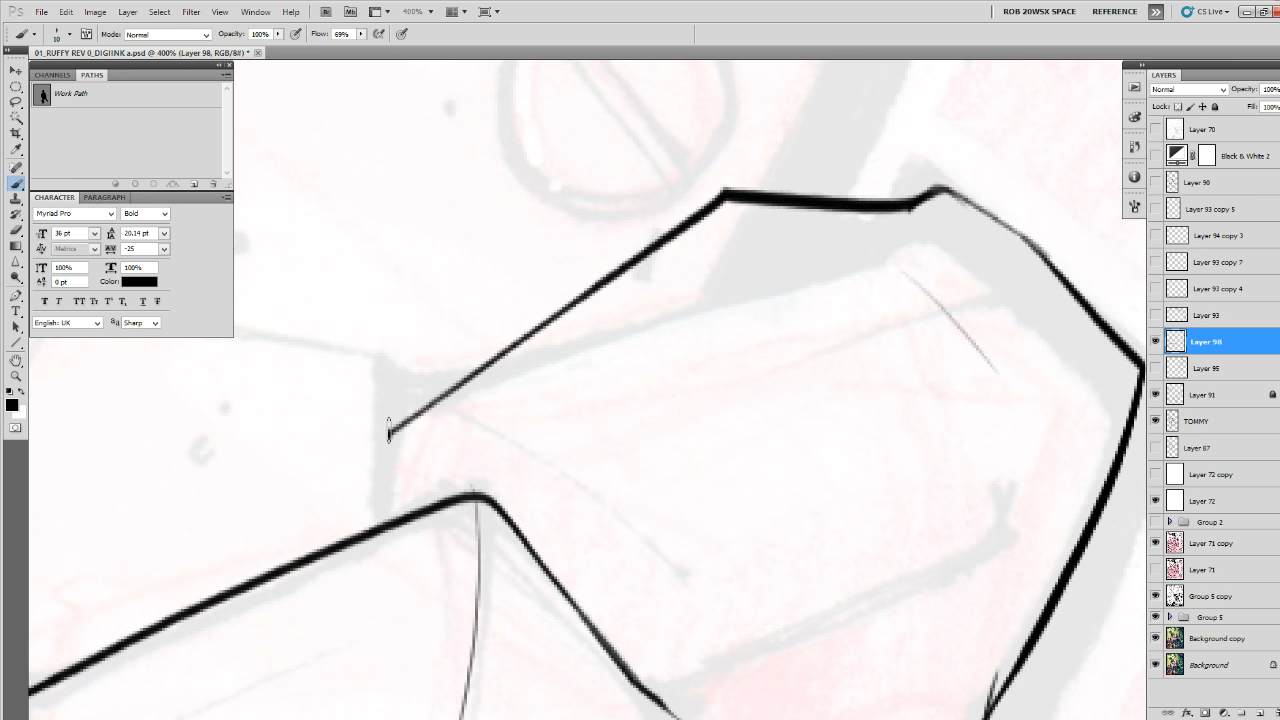 Ps File Edit Image Layer Select Filter View Window Help Br Mb 400% ROB 20WSX SPACE REFERENCE CS Live
10 Mode: Normal Opacity: 100% Flow: 69%
01_RUFFY REV 0_DIGIINK a.psd @ 400% (Layer 98, RGB/8#) *
CHANNELS PATHS
Work Path
CHARACTER PARAGRAPH
Myriad Pro Bold
36 pt 20.14 pt
Metrics -25
100% 100%
0 pt Color:
English: UK Sharp
LAYERS
Normal Opacity: 100%
Lock: Fill: 100%
Layer 70
Black & White 2
Layer 90
Layer 93 copy 5
Layer 94 copy 3
Layer 93 copy 7
Layer 93 copy 4
Layer 93
Layer 98
Layer 95
Layer 91
TOMMY
Layer 87
Layer 72 copy
Layer 72
Group 2
Layer 71 copy
Layer 71
Group 5 copy
Group 5
Background copy
Background